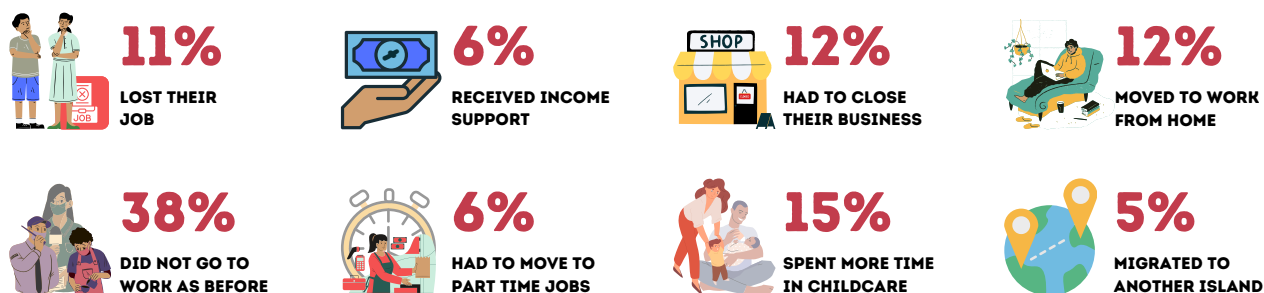 11%
LOST THEIR
JOB
JOB
6%
RECEIVED INCOME
SUPPORT
SHOP
12%
HAD TO CLOSE
THEIR BUSINESS
12%
MOVED TO WORK
FROM HOME
38%
DID NOT GO TO
WORK AS BEFORE
6%
HAD TO MOVE TO
PART TIME JOBS
15%
SPENT MORE TIME
IN CHILDCARE
5%
MIGRATED TO
ANOTHER ISLAND